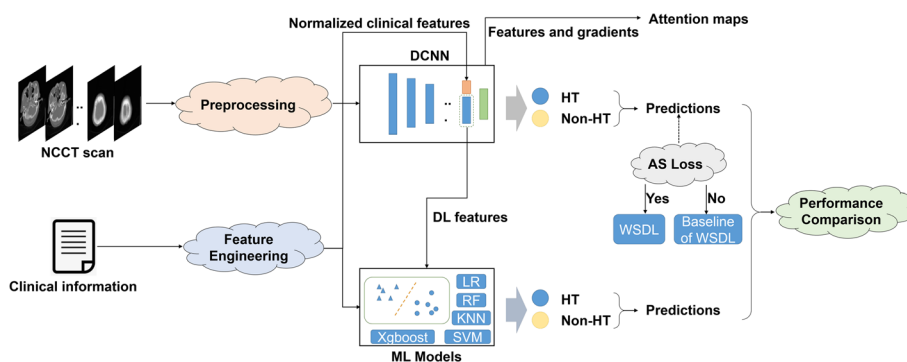 Normalized clinical features
Attention maps
Features and gradients
DCNN
NCCT scan
Preprocessing
HT
Non-HT
Predictions
AS Loss
Yes
No
WSDL
Baseline
of WSDL
Performance
Comparison
DL features
Clinical information
Feature
Engineering
LR
RF
KNN
Xgboost
SVM
ML Models
HT
Non-HT
Predictions